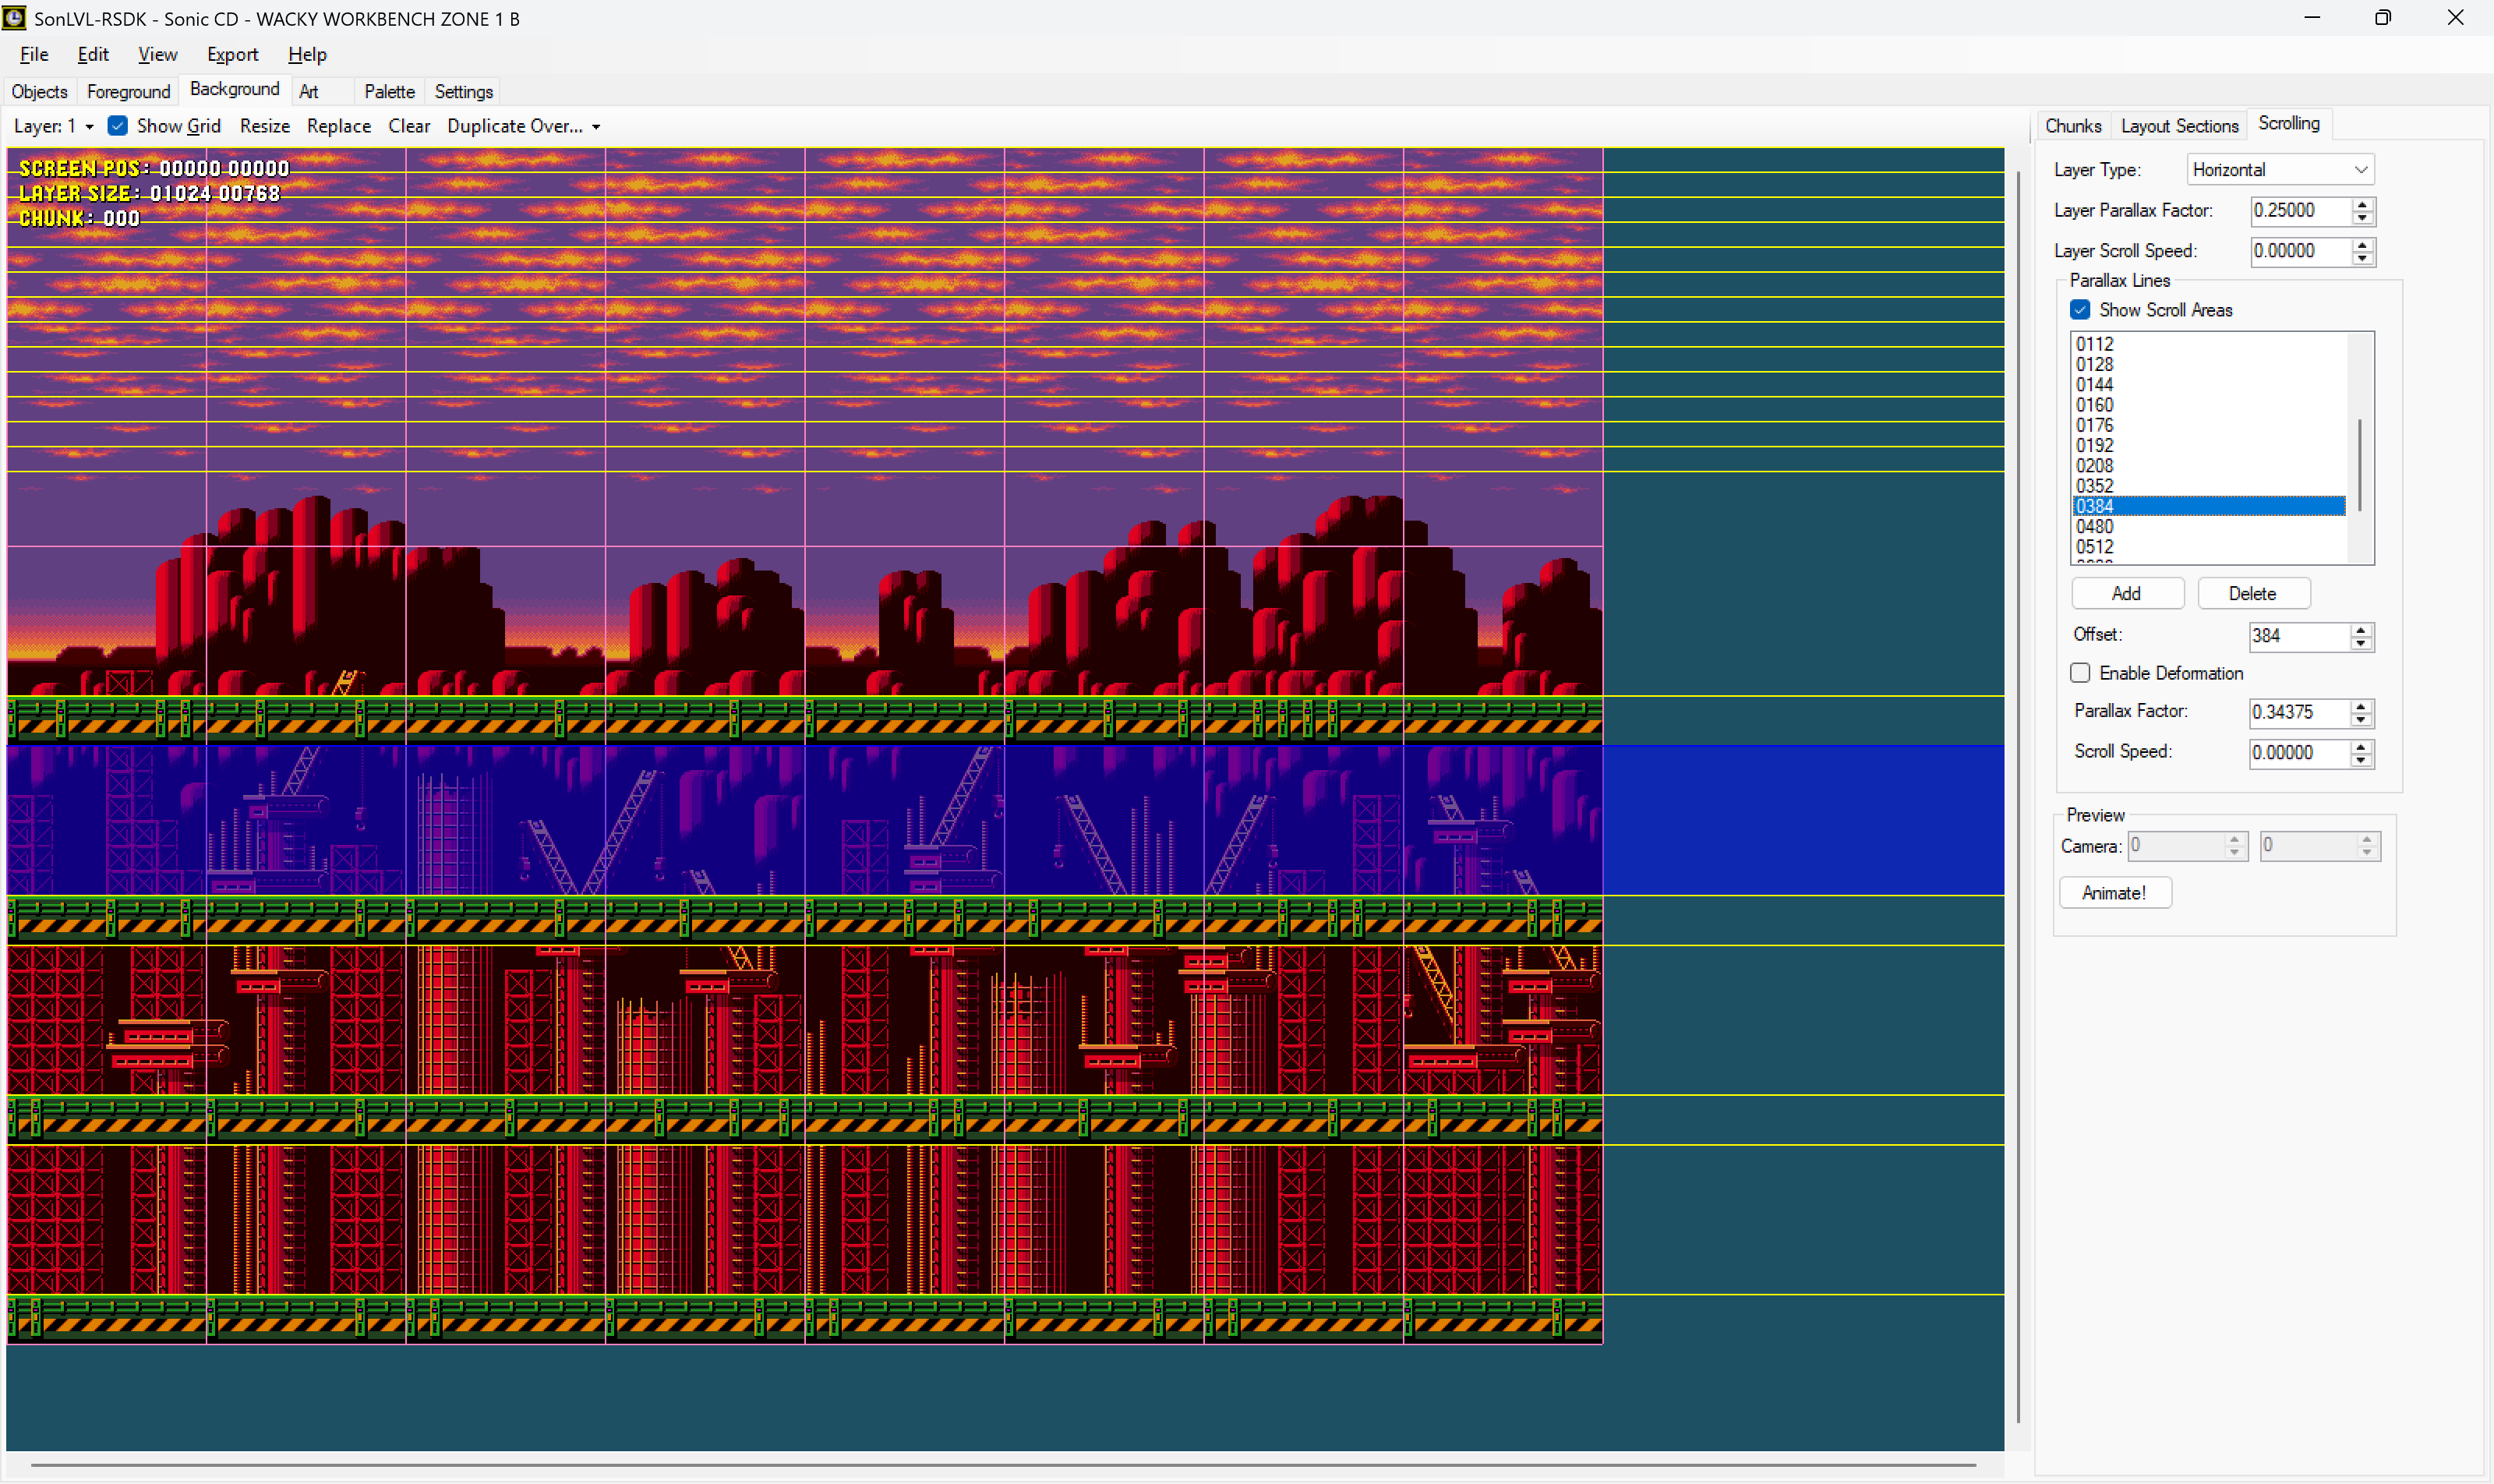 SonLVL-RSDK - Sonic CD - WACKY WORKBENCH ZONE 1 B
File Edit View Export Help
Objects Foreground Background Art Palette Settings
Layer: 1 Show Grid Resize Replace Clear Duplicate Over...
SCREEN POS: 00000 00000
LAYER SIZE: 01024 00768
CHUNK: 000
Chunks Layout Sections Scrolling
Layer Type: Horizontal
Layer Parallax Factor: 0.25000
Layer Scroll Speed: 0.00000
Parallax Lines
Show Scroll Areas
0112
0128
0144
0160
0176
0192
0208
0352
0384
0480
0512
Add Delete
Offset: 384
Enable Deformation
Parallax Factor: 0.34375
Scroll Speed: 0.00000
Preview
Camera: 0 0
Animate!